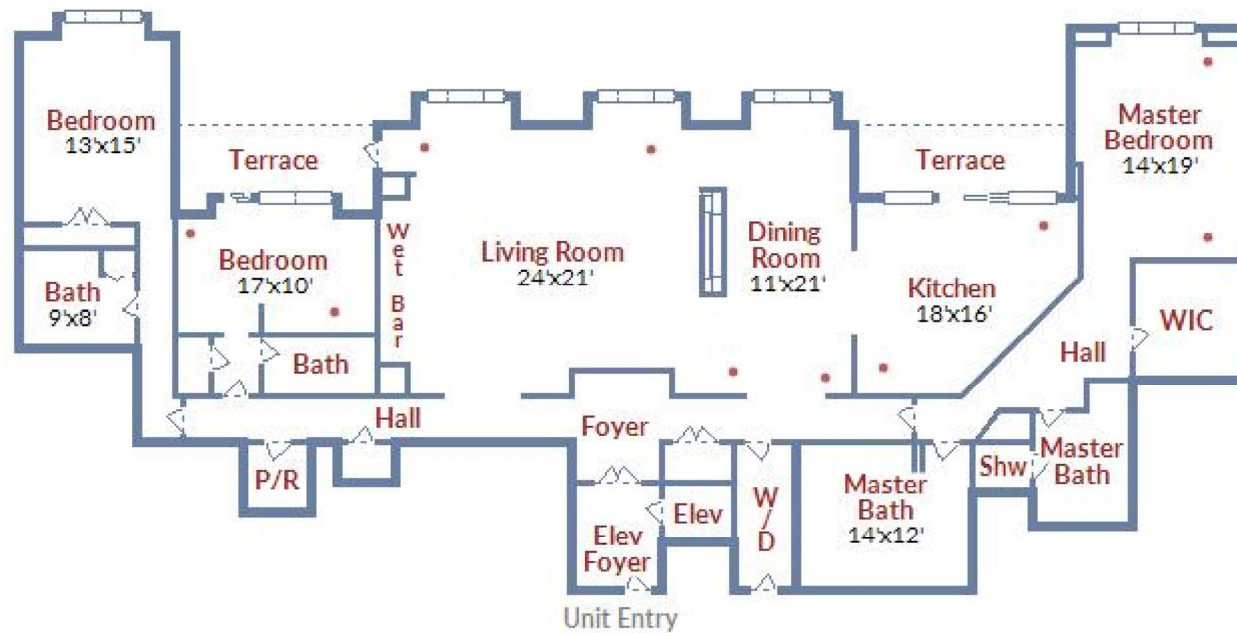 Bedroom
13'x15'
Terrace
Bedroom
17'x10'
Bath
9'x8'
Bath
Wet Bar
Living Room
24'x21'
Dining
Room
11'x21'
Terrace
Kitchen
18'x16'
Master
Bedroom
14'x19'
WIC
Hall
Hall
Foyer
P/R
Elev
Foyer
Elev
W/D
Master
Bath
14'x12'
Shw
Master
Bath
Unit Entry